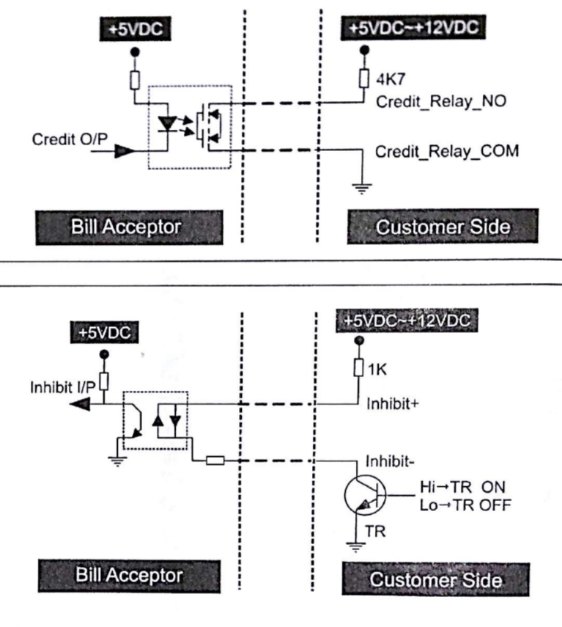 +5VDC
+5VDC~+12VDC
4K7
Credit_Relay_NO
Credit O/P
Credit_Relay_COM
Bill Acceptor
Customer Side
+5VDC
+5VDC~+12VDC
1K
Inhibit I/P
Inhibit+
Inhibit-
Hi→TR ON
Lo→TR OFF
TR
Bill Acceptor
Customer Side